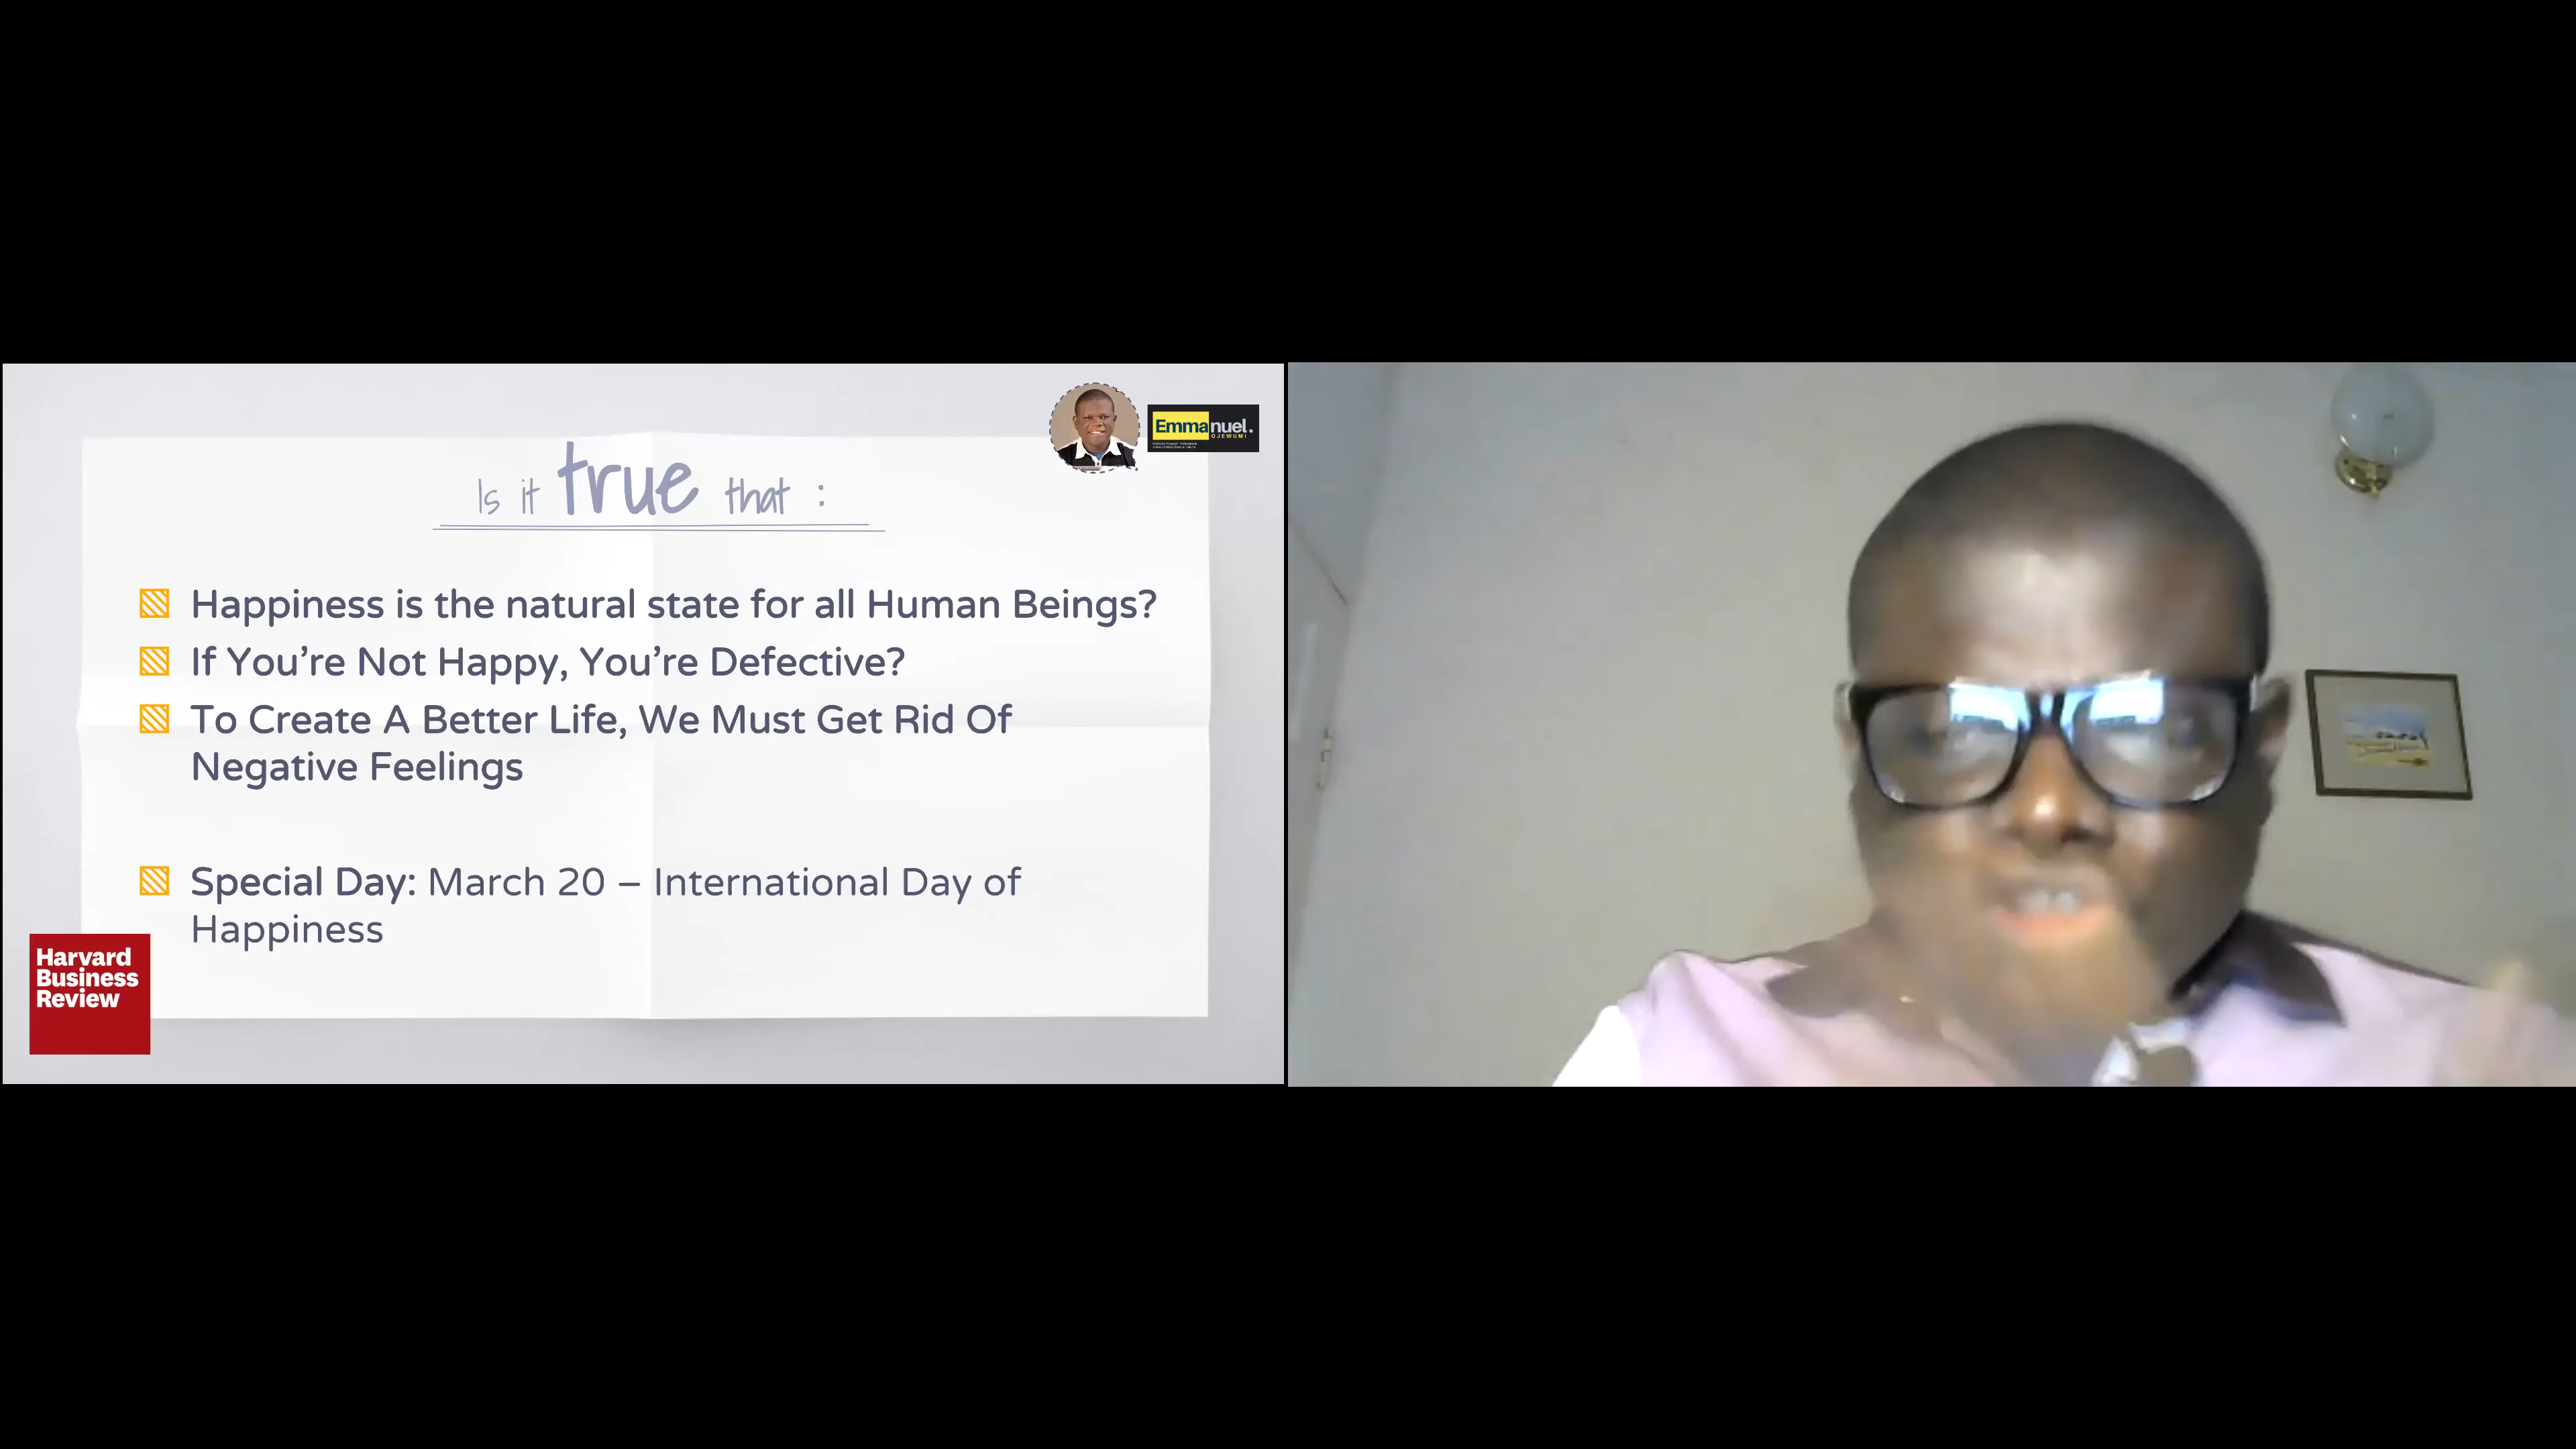 Is it true that :
Emmanuel.
OJEWUMI
Happiness is the natural state for all Human Beings?
If You’re Not Happy, You’re Defective?
To Create A Better Life, We Must Get Rid Of
Negative Feelings
Special Day: March 20 – International Day of
Happiness
Harvard
Business
Review